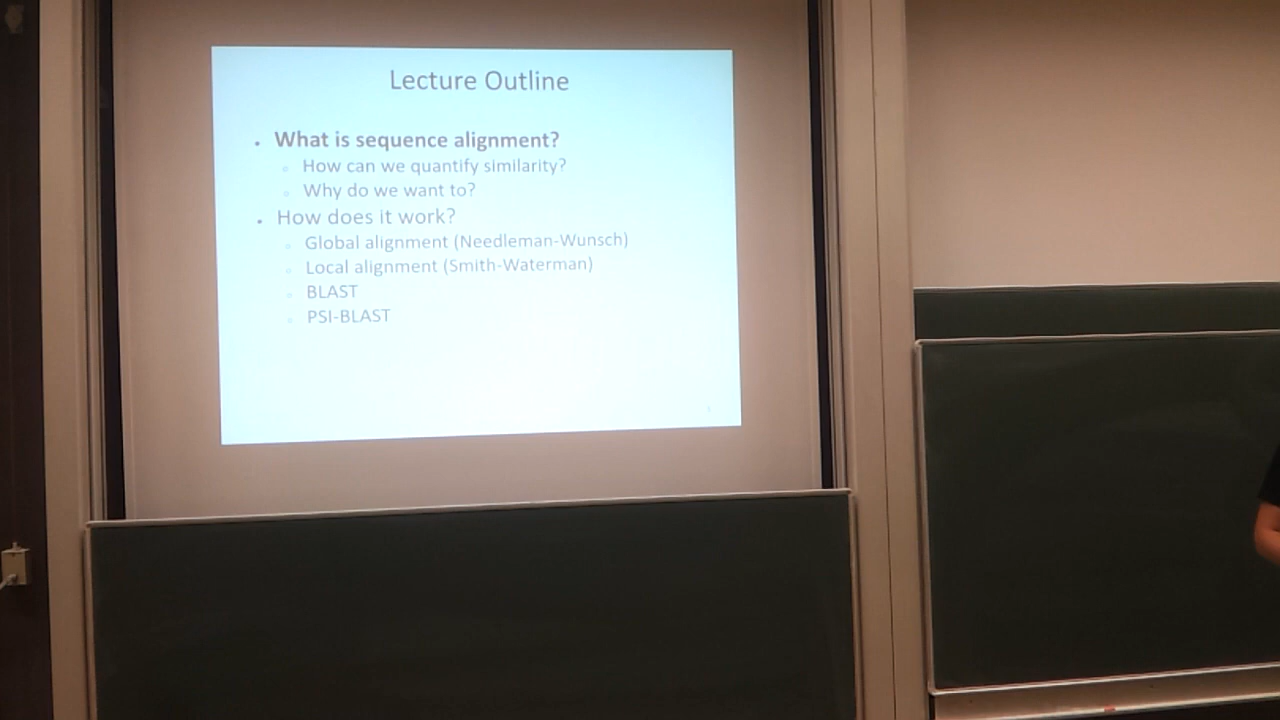 Lecture Outline
What is sequence alignment?
How can we quantify similarity?
Why do we want to?
How does it work?
Global alignment (Needleman-Wunsch)
Local alignment (Smith-Waterman)
BLAST
PSI-BLAST